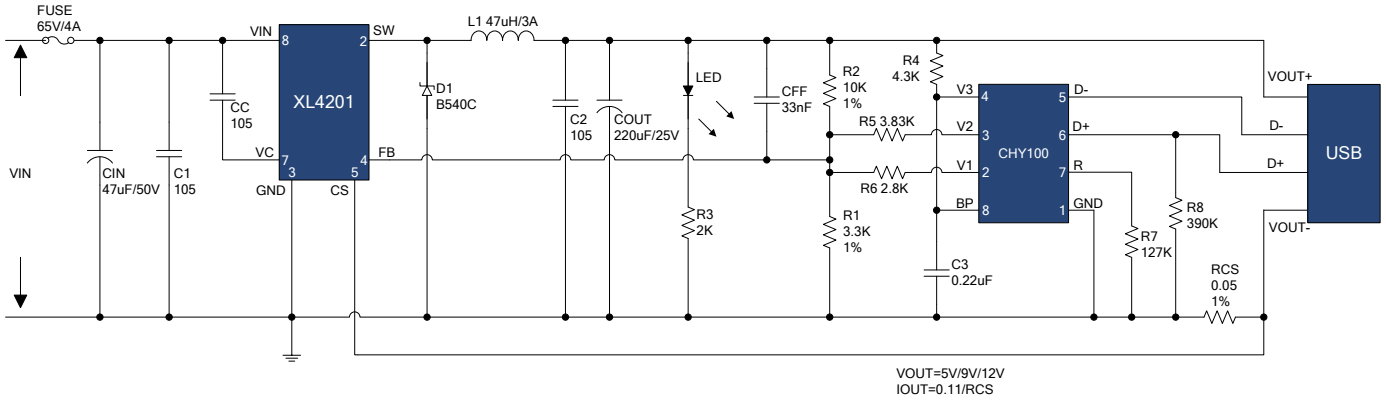 FUSE
65V/4A
VIN
CIN
47uF/50V
C1
105
CC
105
VIN
8
VC
7
GND
3
XL4201
2
SW
4
FB
5
CS
D1
B540C
L1 47uH/3A
C2
105
COUT
220uF/25V
LED
R3
2K
CFF
33nF
R2
10K
1%
R1
3.3K
1%
R5 3.83K
R6 2.8K
R4
4.3K
C3
0.22uF
V3
4
V2
3
V1
2
BP
8
CHY100
5
D-
6
D+
7
R
1
GND
R7
127K
R8
390K
RCS
0.05
1%
VOUT+
D-
D+
VOUT-
USB
VOUT=5V/9V/12V
IOUT=0.11/RCS